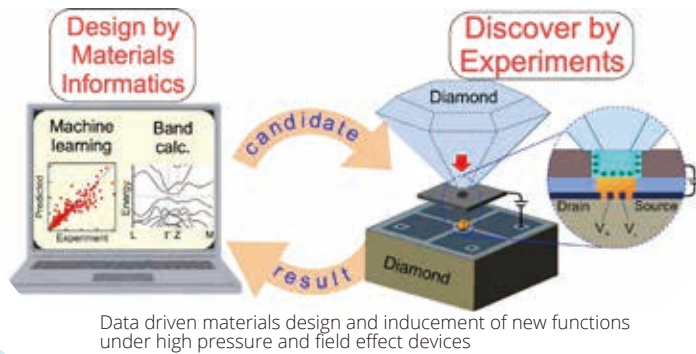 Design by
Materials
Informatics
Discover by
Experiments
Machine
learning
Band
calc.
Predicted
Experiment
Energy
L Γ Z M
candidate
result
Diamond
Diamond
Drain Source
V+ V-
Data driven materials design and inducement of new functions
under high pressure and field effect devices